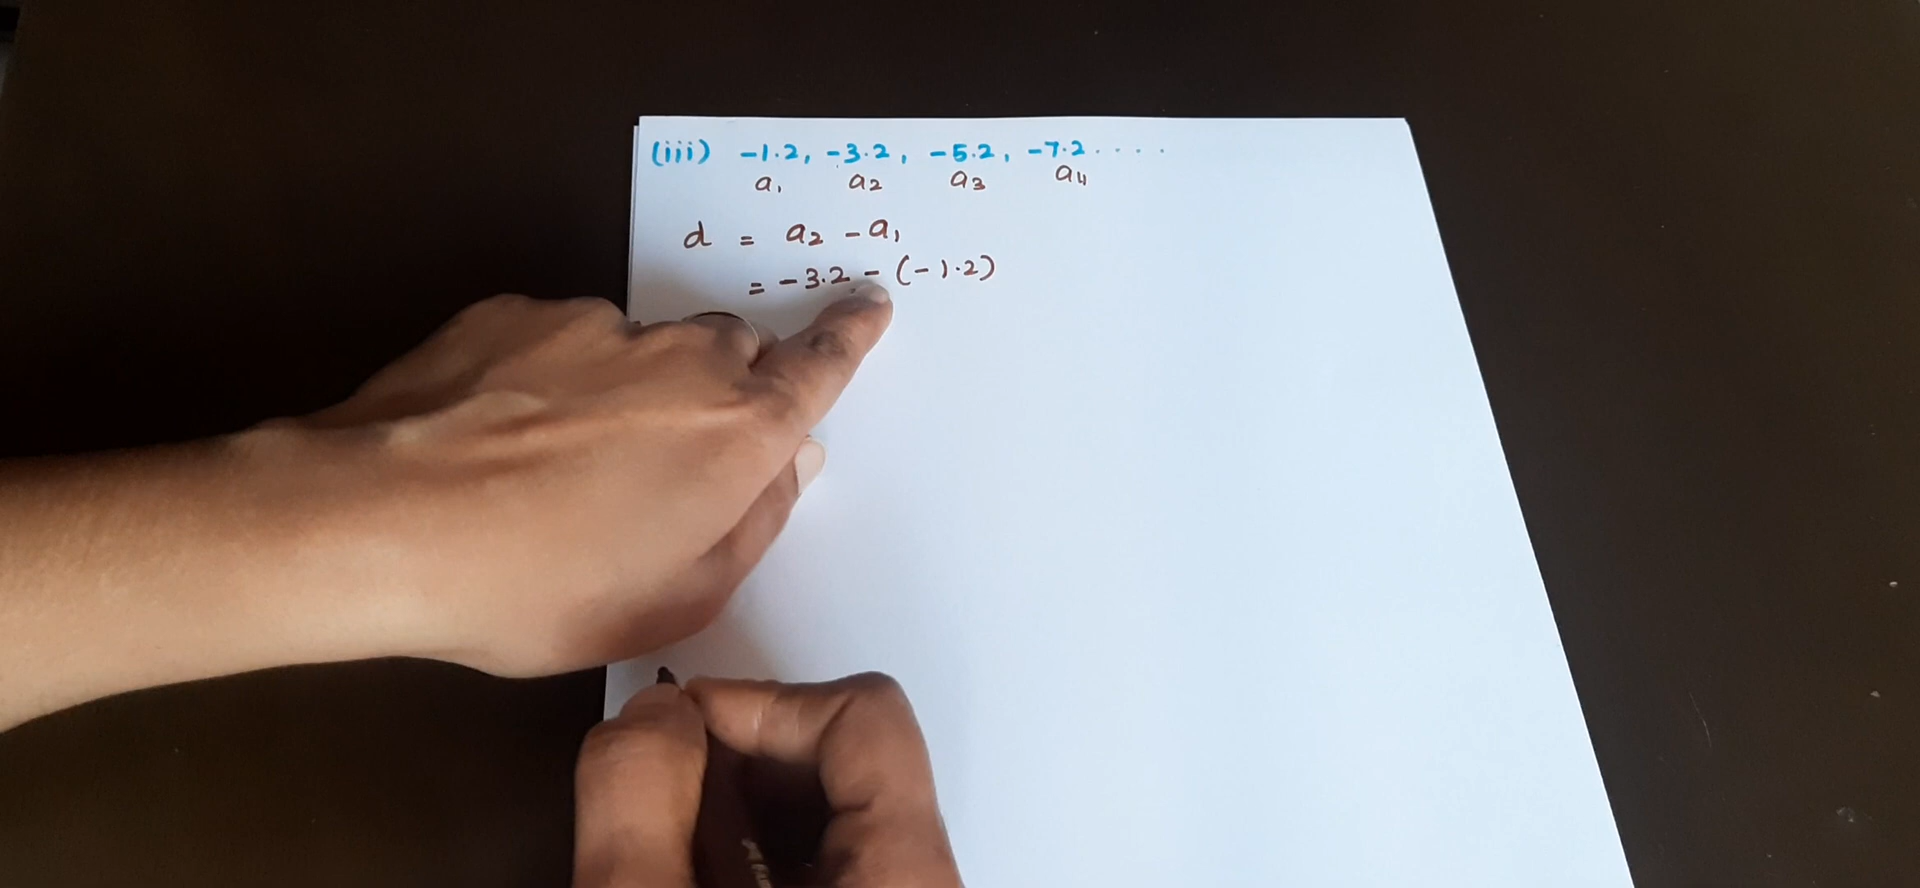 (iii) -1.2, -3.2, -5.2, -7.2....
a₁ a₂ a₃ a₄
d = a₂ - a₁
= -3.2 - (-1.2)